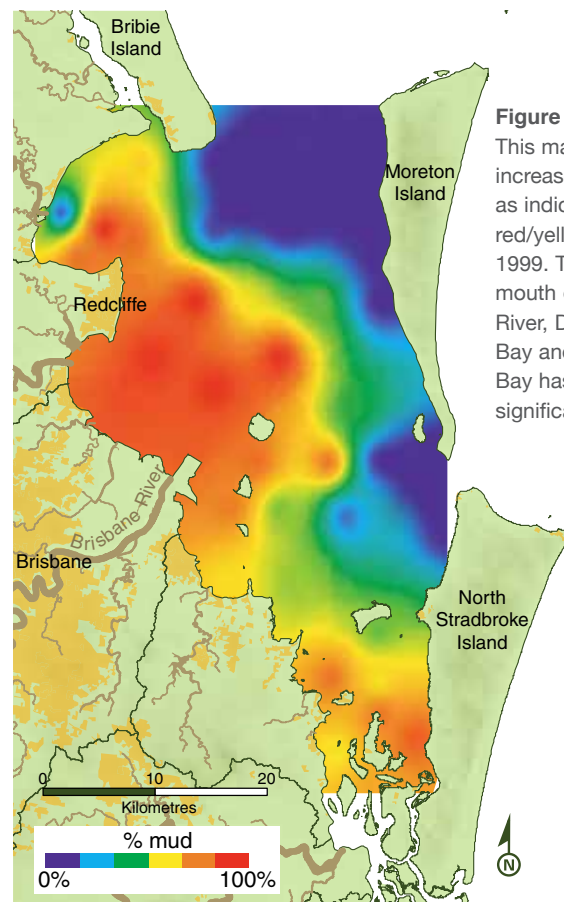 Bribie
Island
Moreton
Island
Figure
This ma
increas
as indic
red/yell
1999. T
mouth
River, D
Bay and
Bay has
significa
Redcliffe
Brisbane River
Brisbane
North
Stradbroke
Island
0 10 20
Kilometres
% mud
0% 100%
N